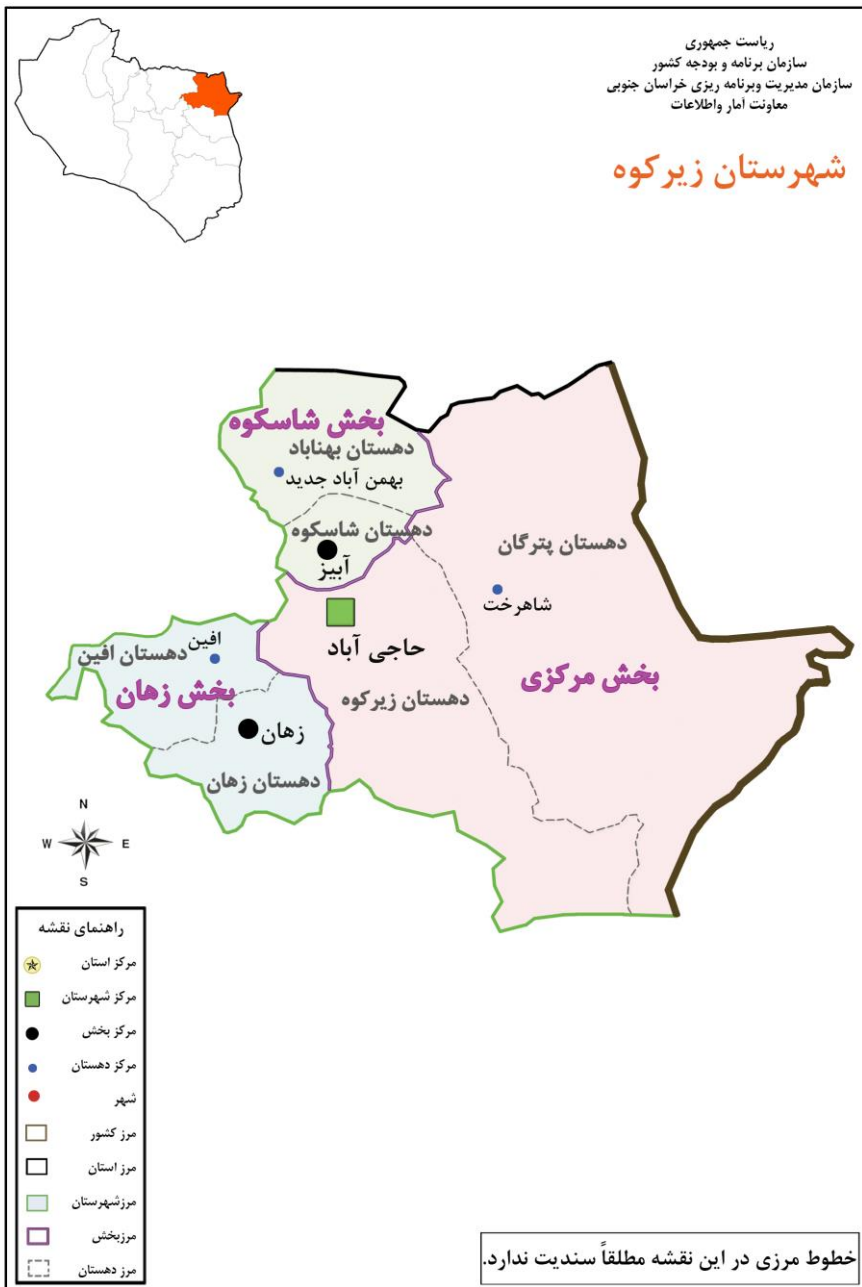 ریاست جمهوری
سازمان برنامه و بودجه کشور
سازمان مدیریت وبرنامه ریزی خراسان جنوبی
معاونت آمار واطلاعات
شهرستان زیرکوه
بخش شاسکوه
دهستان بهناباد
بهمن آباد جدید
دهستان شاسکوه
آبیز
دهستان پترگان
شاهرخت
حاجی آباد
بخش مرکزی
دهستان زیرکوه
افین
دهستان افین
بخش زهان
زهان
دهستان زهان
N
W
E
S
راهنمای نقشه
مرکز استان
مرکز شهرستان
مرکز بخش
مرکز دهستان
شهر
مرز کشور
مرز استان
مرزشهرستان
مرزبخش
مرز دهستان
خطوط مرزی در این نقشه مطلقاً سندیت ندارد.